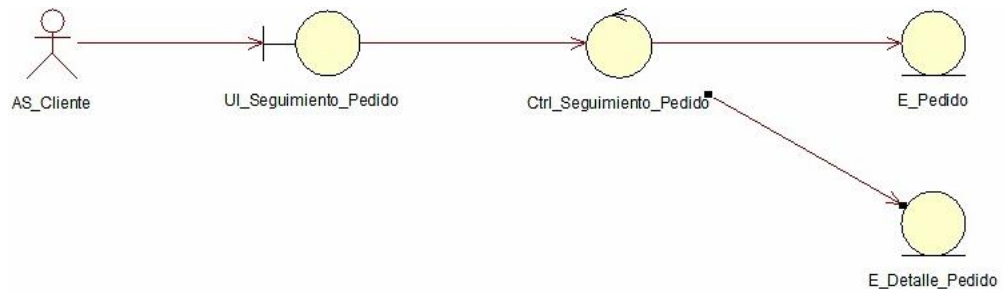 AS_Cliente
UI_Seguimiento_Pedido
Ctrl_Seguimiento_Pedido
E_Pedido
E_Detalle_Pedido